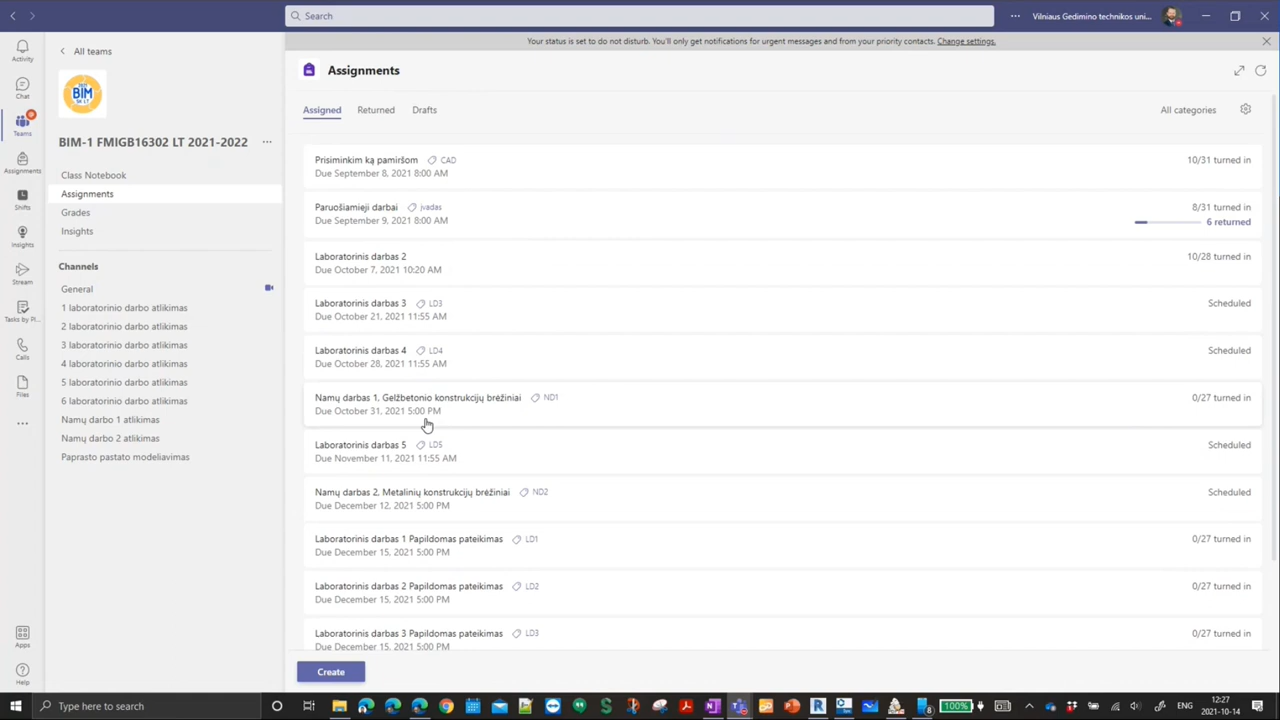 Search
Vilniaus Gedimino technikos uni...
Your status is set to do not disturb. You'll only get notifications for urgent messages and from your priority contacts. Change settings.
Activity
Chat
Teams
Assignments
Shifts
Insights
Stream
Tasks by Pl...
Calls
Files
Apps
Help
All teams
BIM
SK LT
BIM-1 FMIGB16302 LT 2021-2022
Class Notebook
Assignments
Grades
Insights
Channels
General
1 laboratorinio darbo atlikimas
2 laboratorinio darbo atlikimas
3 laboratorinio darbo atlikimas
4 laboratorinio darbo atlikimas
5 laboratorinio darbo atlikimas
6 laboratorinio darbo atlikimas
Namų darbo 1 atlikimas
Namų darbo 2 atlikimas
Paprasto pastato modeliavimas
Assignments
Assigned Returned Drafts
All categories
Prisiminkim ką pamiršom CAD 10/31 turned in
Due September 8, 2021 8:00 AM
Paruošiamieji darbai Įvadas 8/31 turned in
Due September 9, 2021 8:00 AM 6 returned
Laboratorinis darbas 2 10/28 turned in
Due October 7, 2021 10:20 AM
Laboratorinis darbas 3 LD3 Scheduled
Due October 21, 2021 11:55 AM
Laboratorinis darbas 4 LD4 Scheduled
Due October 28, 2021 11:55 AM
Namų darbas 1, Gelžbetonio konstrukcijų brėžiniai ND1 0/27 turned in
Due October 31, 2021 5:00 PM
Laboratorinis darbas 5 LD5 Scheduled
Due November 11, 2021 11:55 AM
Namų darbas 2, Metalinių konstrukcijų brėžiniai ND2 Scheduled
Due December 12, 2021 5:00 PM
Laboratorinis darbas 1 Papildomas pateikimas LD1 0/27 turned in
Due December 15, 2021 5:00 PM
Laboratorinis darbas 2 Papildomas pateikimas LD2 0/27 turned in
Due December 15, 2021 5:00 PM
Laboratorinis darbas 3 Papildomas pateikimas LD3 0/27 turned in
Due December 15, 2021 5:00 PM
Create
Type here to search
100%
ENG
12:27
2021-10-14